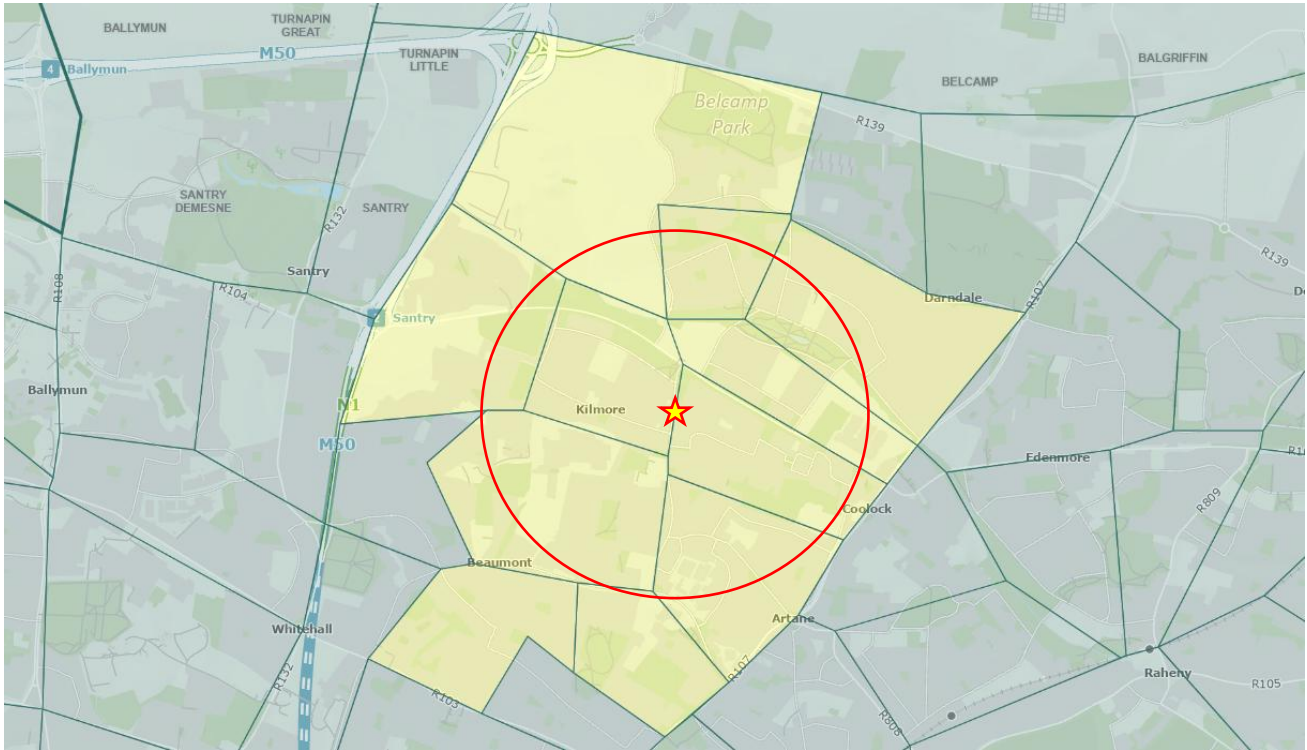 BALLYMUN
TURNAPIN
GREAT
M50
4
Ballymun
TURNAPIN
LITTLE
BALGRIFFIN
BELCAMP
Belcamp
Park
R139
SANTRY
DEMESNE
SANTRY
R132
Santry
R108
R104
R139
Darndale
R107
Santry
Ballymun
N1
Kilmore
M50
Edenmore
R809
Coolock
Beaumont
Artane
Whitehall
R107
R132
R103
Raheny
R105
R808